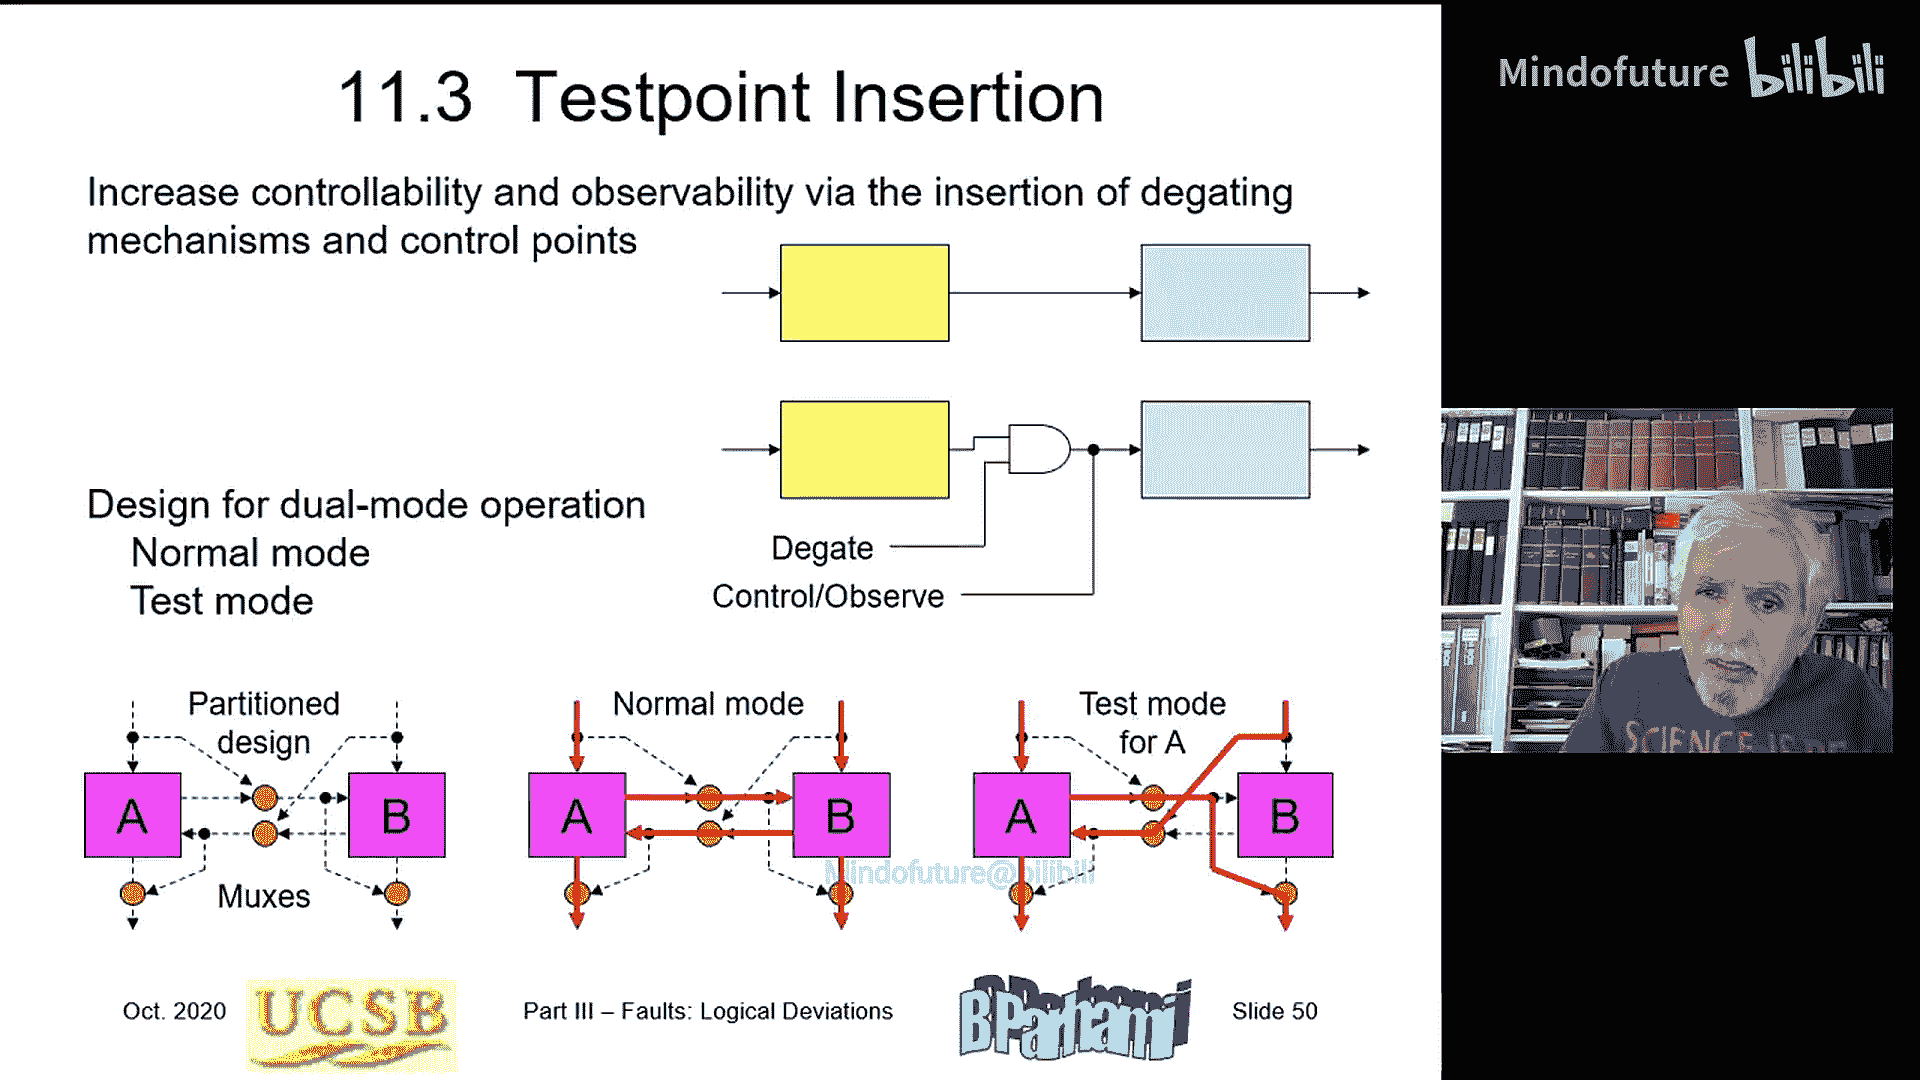 11.3 Testpoint Insertion
Increase controllability and observability via the insertion of degating
mechanisms and control points
Design for dual-mode operation
Normal mode
Test mode
Degate
Control/Observe
Partitioned
design
A
B
Muxes
Normal mode
A
B
Test mode
for A
A
B
Mindofuture@bilibili
Oct. 2020
UCSB
Part III – Faults: Logical Deviations
B Parhami
Slide 50
Mindofuture bilibili
SCIENCE